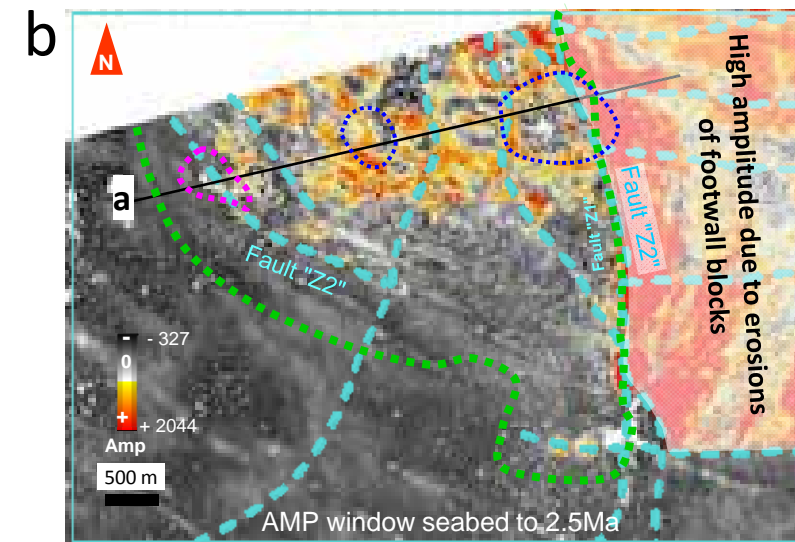 b
N
High amplitude due to erosions
of footwall blocks
a
Fault "Z2"
Fault "Z1"
Fault "Z2"
- - 327
0
+ + 2044
Amp
500 m
AMP window seabed to 2.5Ma